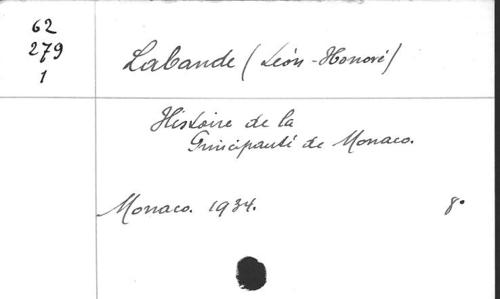 62
279
1
Labande (Léon-Honoré)
Histoire de la
Principauté de Monaco.
Monaco. 1934.
8°